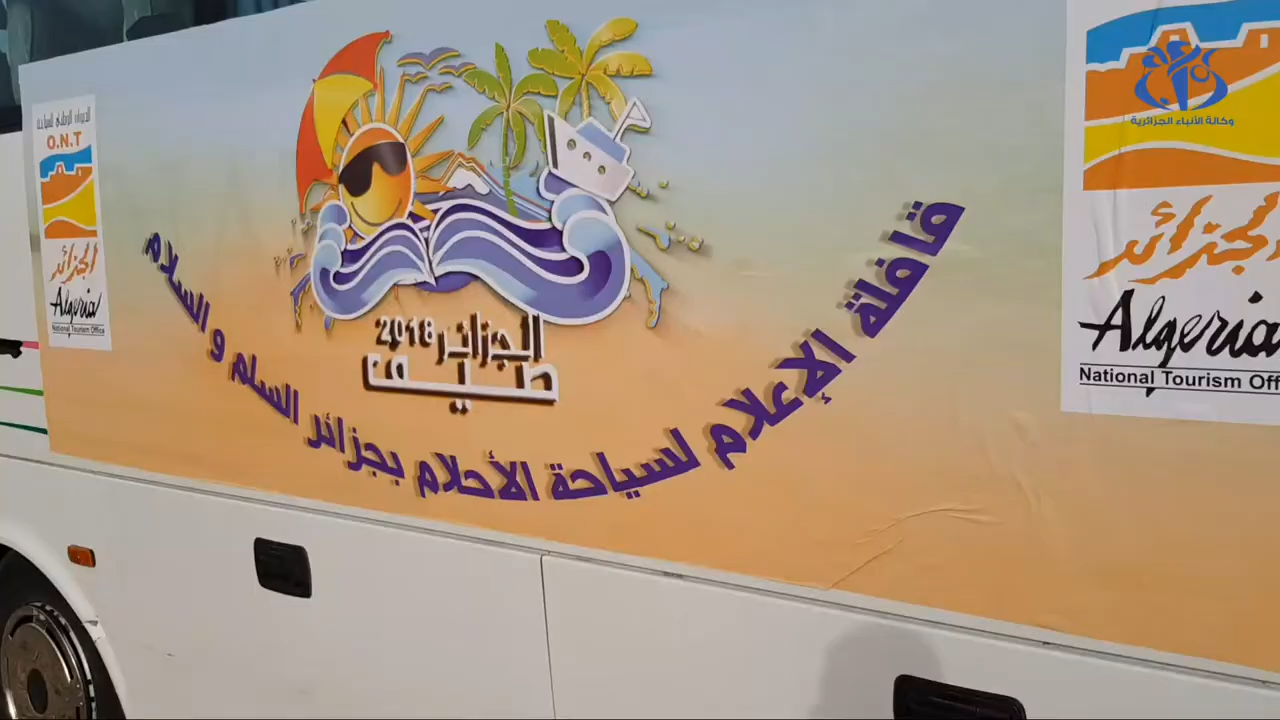 الديوان الوطني للسياحة
O.N.T
الجزائر
Algeria
National Tourism Office
الجزائر 2018
صيف
قافلة الإعلام لسياحة الأحلام بجزائر السلم و السلام
وكالة الأنباء الجزائرية
الجزائر
Algeria
National Tourism Off